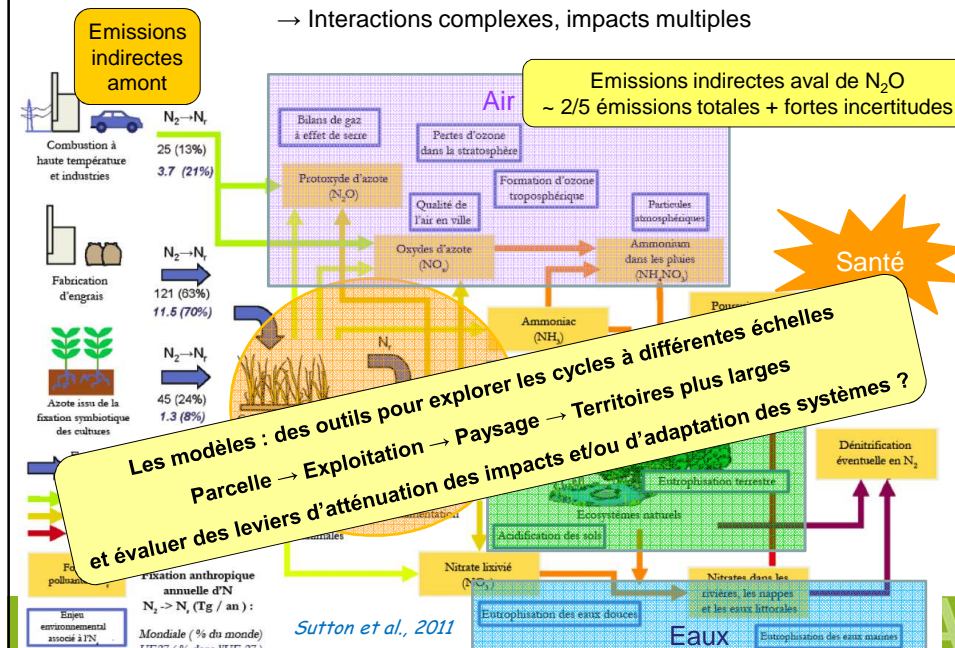 → Interactions complexes, impacts multiples
Emissions
indirectes
amont
Emissions indirectes aval de N₂O
~ 2/5 émissions totales + fortes incertitudes
Air
Combustion à
haute température
et industries
N₂→Nᵣ
25 (13%)
3.7 (21%)
Bilans de gaz
à effet de serre
Pertes d'ozone
dans la stratosphère
Protoxyde d'azote
(N₂O)
Formation d'ozone
troposphérique
Qualité de
l'air en ville
Particules
atmosphériques
Oxydes d'azote
(NOₓ)
Ammonium
dans les pluies
(NH₄NO₃)
Santé
Fabrication
d'engrais
N₂→Nᵣ
121 (63%)
11.5 (70%)
Ammoniac
(NH₃)
Nᵣ
Azote issu de la
fixation symbiotique
des cultures
N₂→Nᵣ
45 (24%)
1.3 (8%)
Les modèles : des outils pour explorer les cycles à différentes échelles
Parcelle → Exploitation → Paysage → Territoires plus larges
et évaluer des leviers d'atténuation des impacts et/ou d'adaptation des systèmes ?
Dénitrification
éventuelle en N₂
Eutrophisation terrestre
Ecosystèmes naturels
Acidification des sols
Nitrate lixivié
(NO₃)
Nitrates dans les
rivières, les nappes
et les eaux littorales
Eutrophisation des eaux douces
Eaux
Eutrophisation des eaux marines
Enjeu
environnemental
associé à l'Nᵣ
Fixation anthropique
annuelle d'N
N₂ -> Nᵣ (Tg / an) :
Mondiale (% du monde)
Sutton et al., 2011